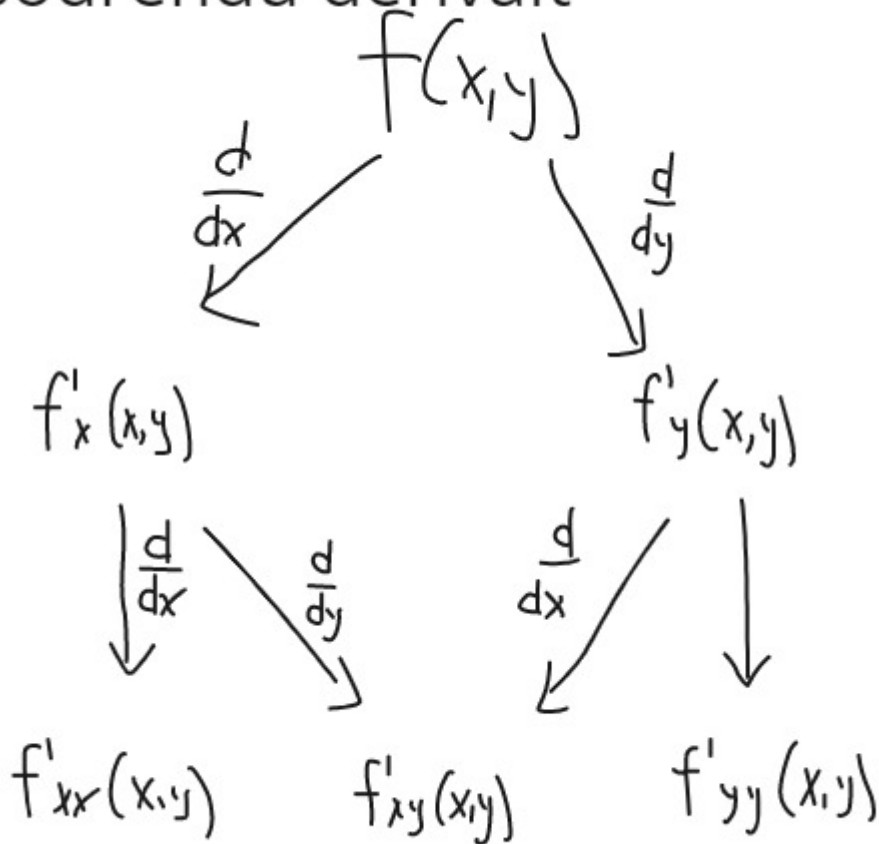 f(x,y)
d/dx d/dy
f'x (x,y) f'y (x,y)
d/dx d/dy d/dx
f'xx (x,y) f'xy (x,y) f'yy (x,y)